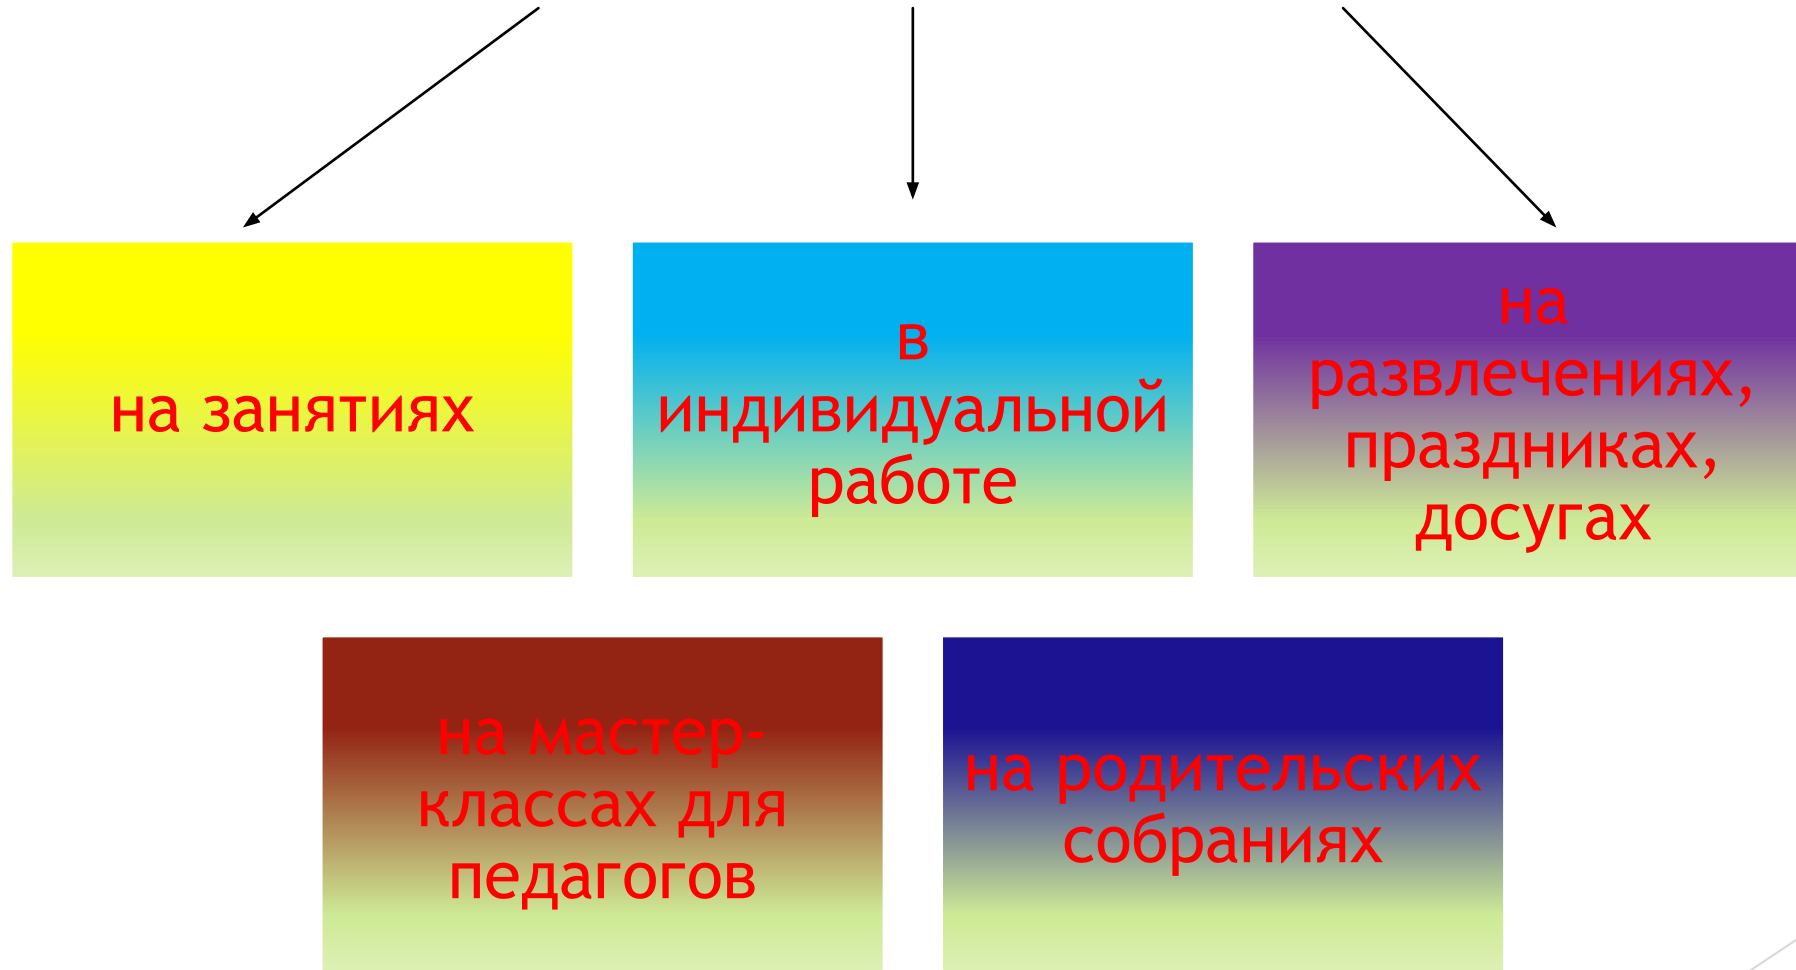 на занятиях
в
индивидуальной
работе
на
развлечениях,
праздниках,
досугах
на мастер-
классах для
педагогов
на родительских
собраниях